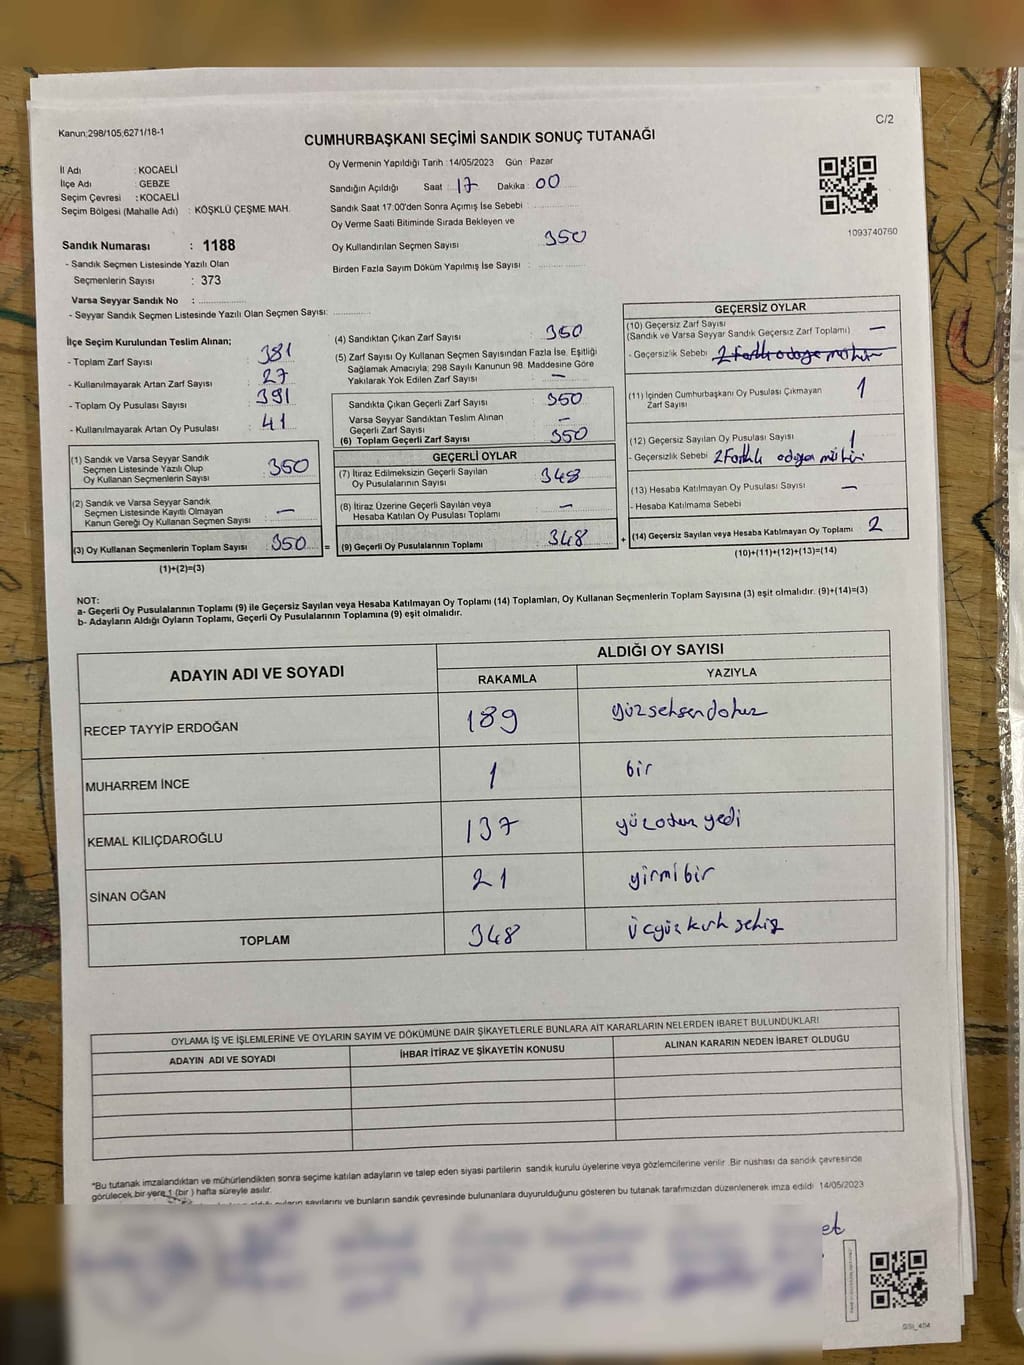 Kanun;298/105;6271/18-1
C/2
CUMHURBAŞKANI SEÇİMİ SANDIK SONUÇ TUTANAĞI
İl Adı : KOCAELİ
İlçe Adı : GEBZE
Seçim Çevresi : KOCAELİ
Seçim Bölgesi (Mahalle Adı) : KÖŞKLÜ ÇEŞME MAH.
Sandık Numarası : 1188
- Sandık Seçmen Listesinde Yazılı Olan
Seçmenlerin Sayısı : 373
Varsa Seyyar Sandık No : ..................
- Seyyar Sandık Seçmen Listesinde Yazılı Olan Seçmen Sayısı: ..............
Oy Vermenin Yapıldığı Tarih :14/05/2023 Gün : Pazar
Sandığın Açıldığı Saat : 17 Dakika : 00
Sandık Saat 17:00'den Sonra Açımış İse Sebebi :
Oy Verme Saati Bitiminde Sırada Bekleyen ve
Oy Kullandırılan Seçmen Sayısı 350
Birden Fazla Sayım Döküm Yapılmış İse Sayısı :
1093740760
İlçe Seçim Kurulundan Teslim Alınan;
- Toplam Zarf Sayısı : 381
- Kullanılmayarak Artan Zarf Sayısı : 27
- Toplam Oy Pusulası Sayısı : 391
- Kullanılmayarak Artan Oy Pusulası : 41
(1) Sandık ve Varsa Seyyar Sandık
Seçmen Listesinde Yazılı Olup
Oy Kullanan Seçmenlerin Sayısı : 350
(2) Sandık ve Varsa Seyyar Sandık
Seçmen Listesinde Kayıtlı Olmayan
Kanun Gereği Oy Kullanan Seçmen Sayısı : —
(3) Oy Kullanan Seçmenlerin Toplam Sayısı : 350 =
(1)+(2)=(3)
(4) Sandıktan Çıkan Zarf Sayısı : 350
(5) Zarf Sayısı Oy Kullanan Seçmen Sayısından Fazla İse, Eşitliği
Sağlamak Amacıyla; 298 Sayılı Kanunun 98. Maddesine Göre
Yakılarak Yok Edilen Zarf Sayısı : —
Sandıkta Çıkan Geçerli Zarf Sayısı : 350
Varsa Seyyar Sandıktan Teslim Alınan
Geçerli Zarf Sayısı : —
(6) Toplam Geçerli Zarf Sayısı : 350
GEÇERLİ OYLAR
(7) İtiraz Edilmeksizin Geçerli Sayılan
Oy Pusulalarının Sayısı : 348
(8) İtiraz Üzerine Geçerli Sayılan veya
Hesaba Katılan Oy Pusulası Toplamı : —
(9) Geçerli Oy Pusulalarının Toplamı : 348 +
GEÇERSİZ OYLAR
(10) Geçersiz Zarf Sayısı
(Sandık ve Varsa Seyyar Sandık Geçersiz Zarf Toplamı) —
- Geçersizlik Sebebi
(11) İçinden Cumhurbaşkanı Oy Pusulası Çıkmayan
Zarf Sayısı 1
(12) Geçersiz Sayılan Oy Pusulası Sayısı 1
- Geçersizlik Sebebi 2 Farklı adaya mühür
(13) Hesaba Katılmayan Oy Pusulası Sayısı —
- Hesaba Katılmama Sebebi
(14) Geçersiz Sayılan veya Hesaba Katılmayan Oy Toplamı 2
(10)+(11)+(12)+(13)=(14)
NOT:
a- Geçerli Oy Pusulalarının Toplamı (9) ile Geçersiz Sayılan veya Hesaba Katılmayan Oy Toplamı (14) Toplamları, Oy Kullanan Seçmenlerin Toplam Sayısına (3) eşit olmalıdır. (9)+(14)=(3)
b- Adayların Aldığı Oyların Toplamı, Geçerli Oy Pusulalarının Toplamına (9) eşit olmalıdır.
ADAYIN ADI VE SOYADI
ALDIĞI OY SAYISI
RAKAMLA YAZIYLA
RECEP TAYYİP ERDOĞAN 189 yüzseksendokuz
MUHARREM İNCE 1 bir
KEMAL KILIÇDAROĞLU 137 yüzotuz yedi
SİNAN OĞAN 21 yirmibir
TOPLAM 348 üçyüz kırk sekiz
OYLAMA İŞ VE İŞLEMLERİNE VE OYLARIN SAYIM VE DÖKÜMÜNE DAİR ŞİKAYETLERLE BUNLARA AİT KARARLARIN NELERDEN İBARET BULUNDUKLARI
ADAYIN ADI VE SOYADI İHBAR İTİRAZ VE ŞİKAYETİN KONUSU ALINAN KARARIN NEDEN İBARET OLDUĞU
*Bu tutanak imzalandıktan ve mühürlendikten sonra seçime katılan adayların ve talep eden siyasi partilerin sandık kurulu üyelerine veya gözlemcilerine verilir. Bir nüshası da sandık çevresinde
görülecek bir yere 1 (bir ) hafta süreyle asılır.
oyların sayılarını ve bunların sandık çevresinde bulunanlara duyurulduğunu gösteren bu tutanak tarafımızdan düzenlenerek imza edildi 14/05/2023
et